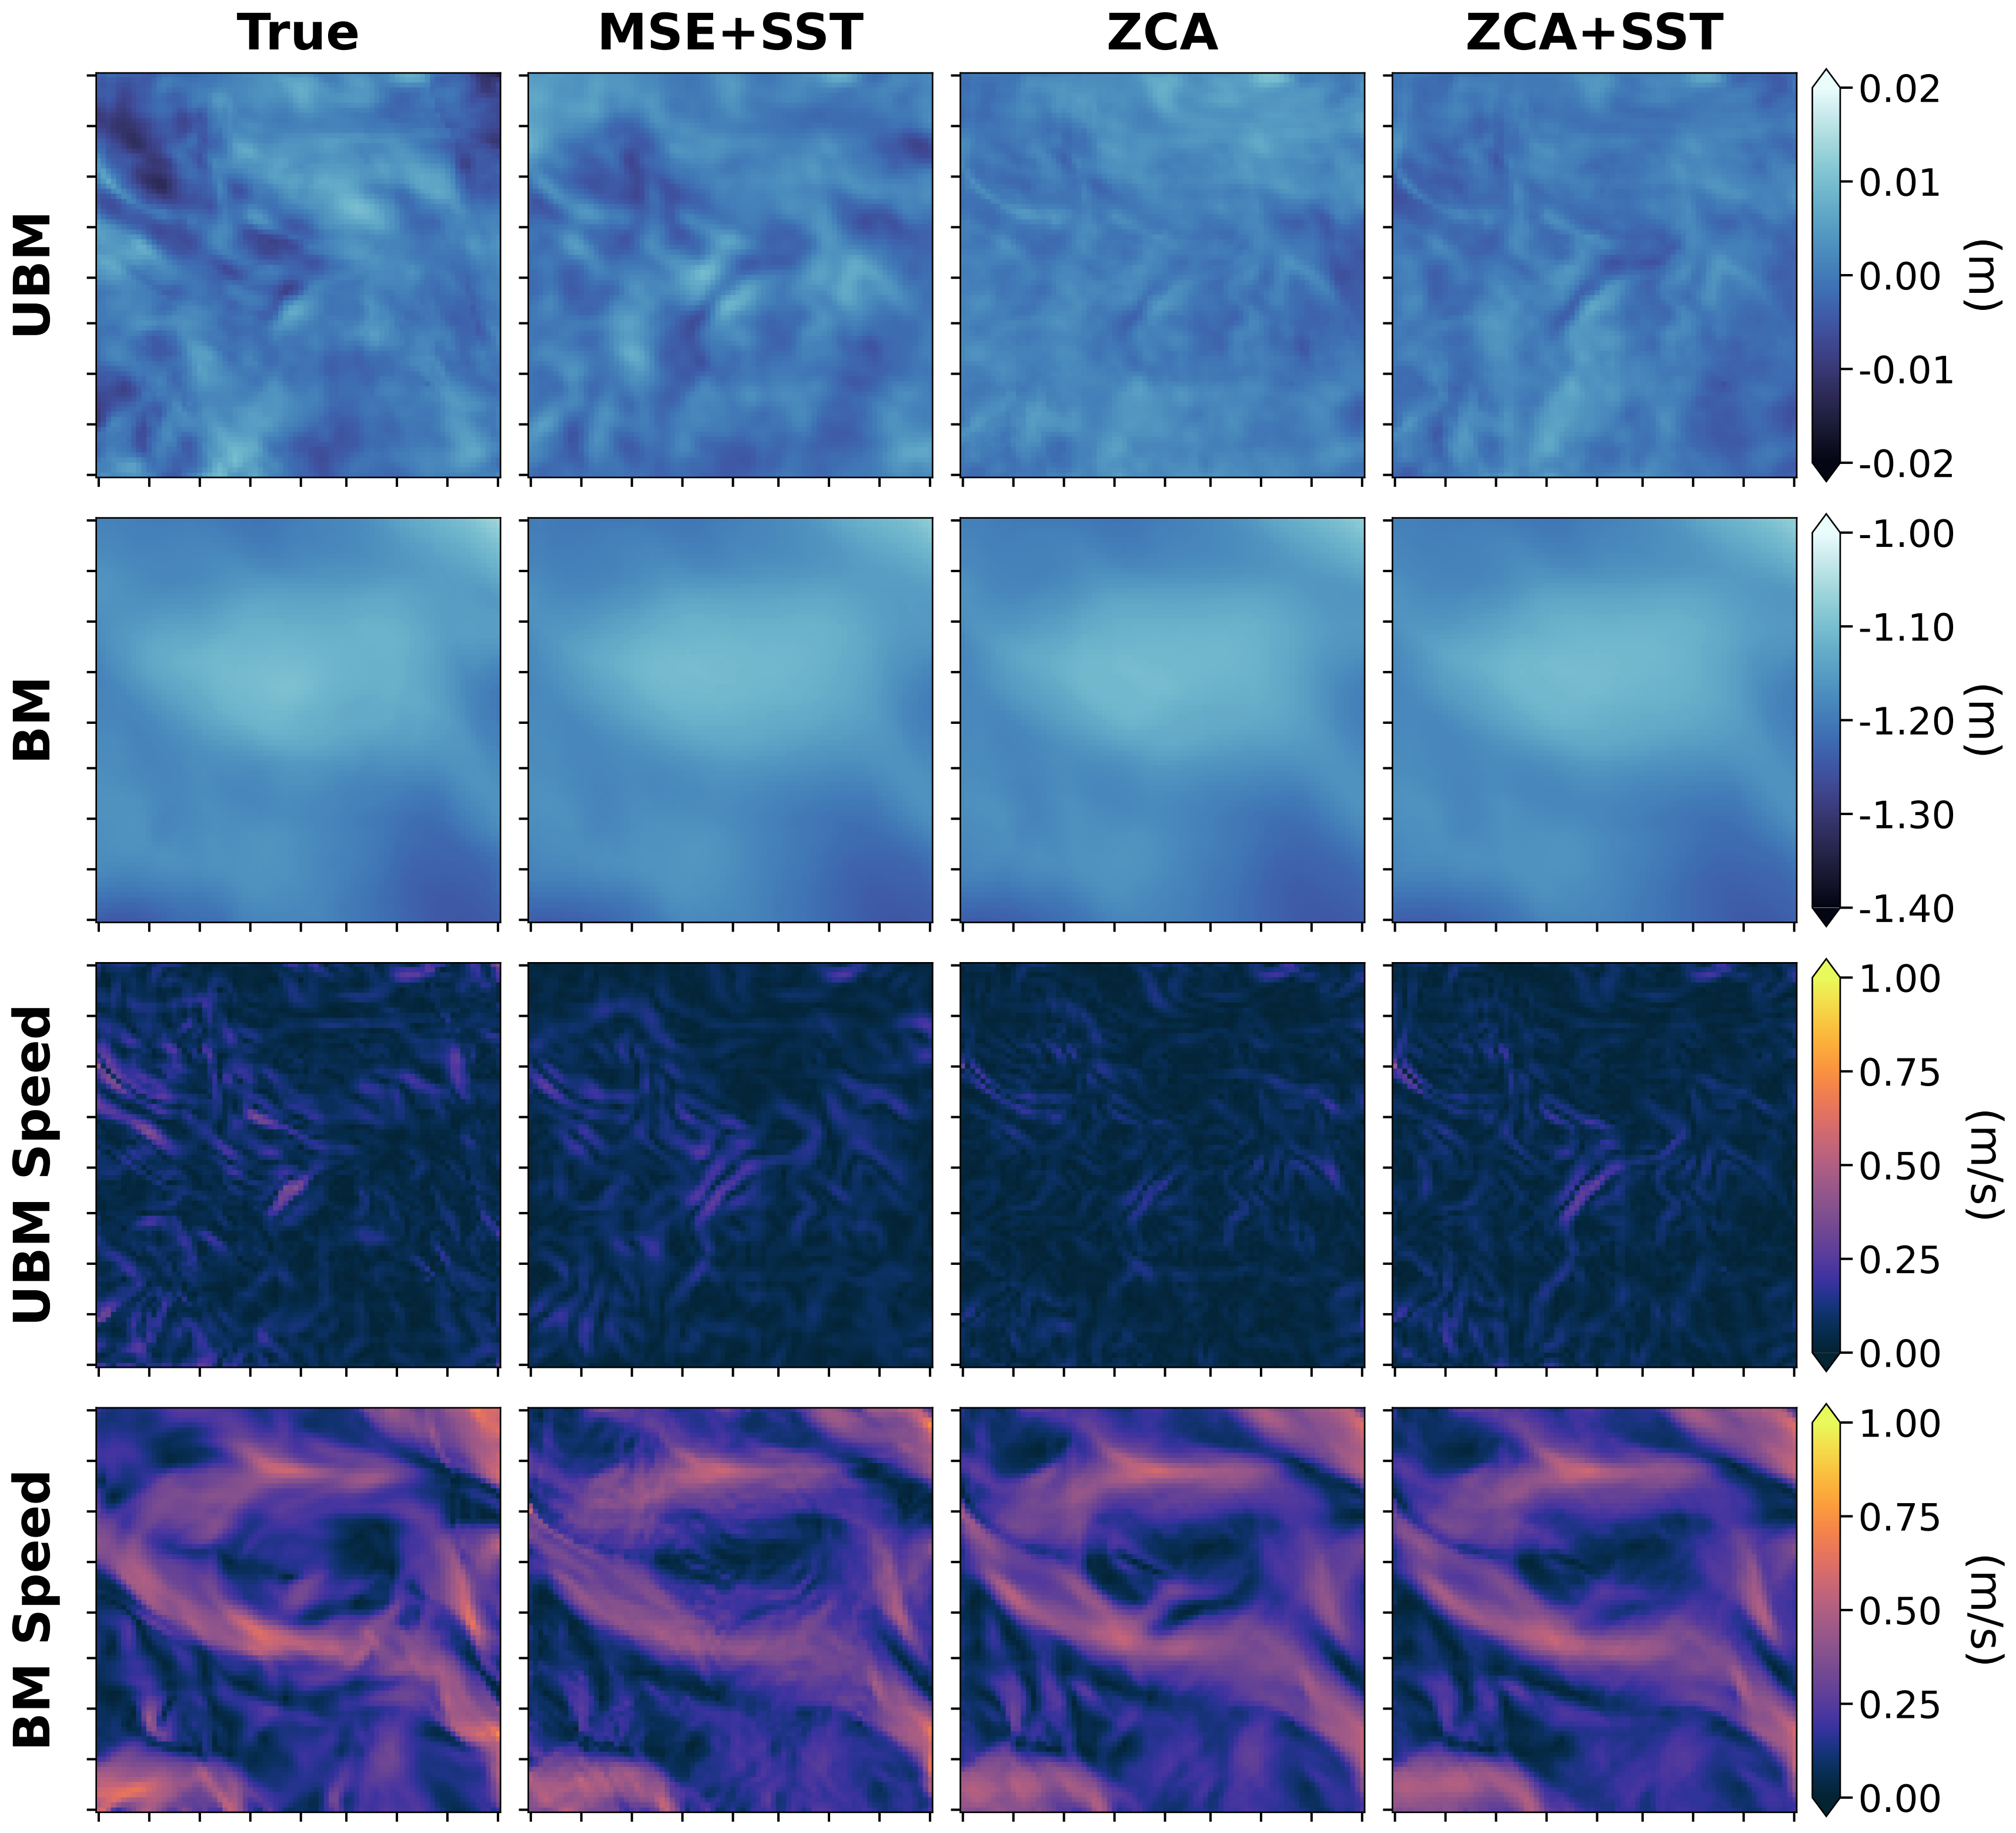 True MSE+SST ZCA ZCA+SST
UBM
0.02
0.01
0.00
-0.01
-0.02
(m)
BM
-1.00
-1.10
-1.20
-1.30
-1.40
(m)
UBM Speed
1.00
0.75
0.50
0.25
0.00
(m/s)
BM Speed
1.00
0.75
0.50
0.25
0.00
(m/s)